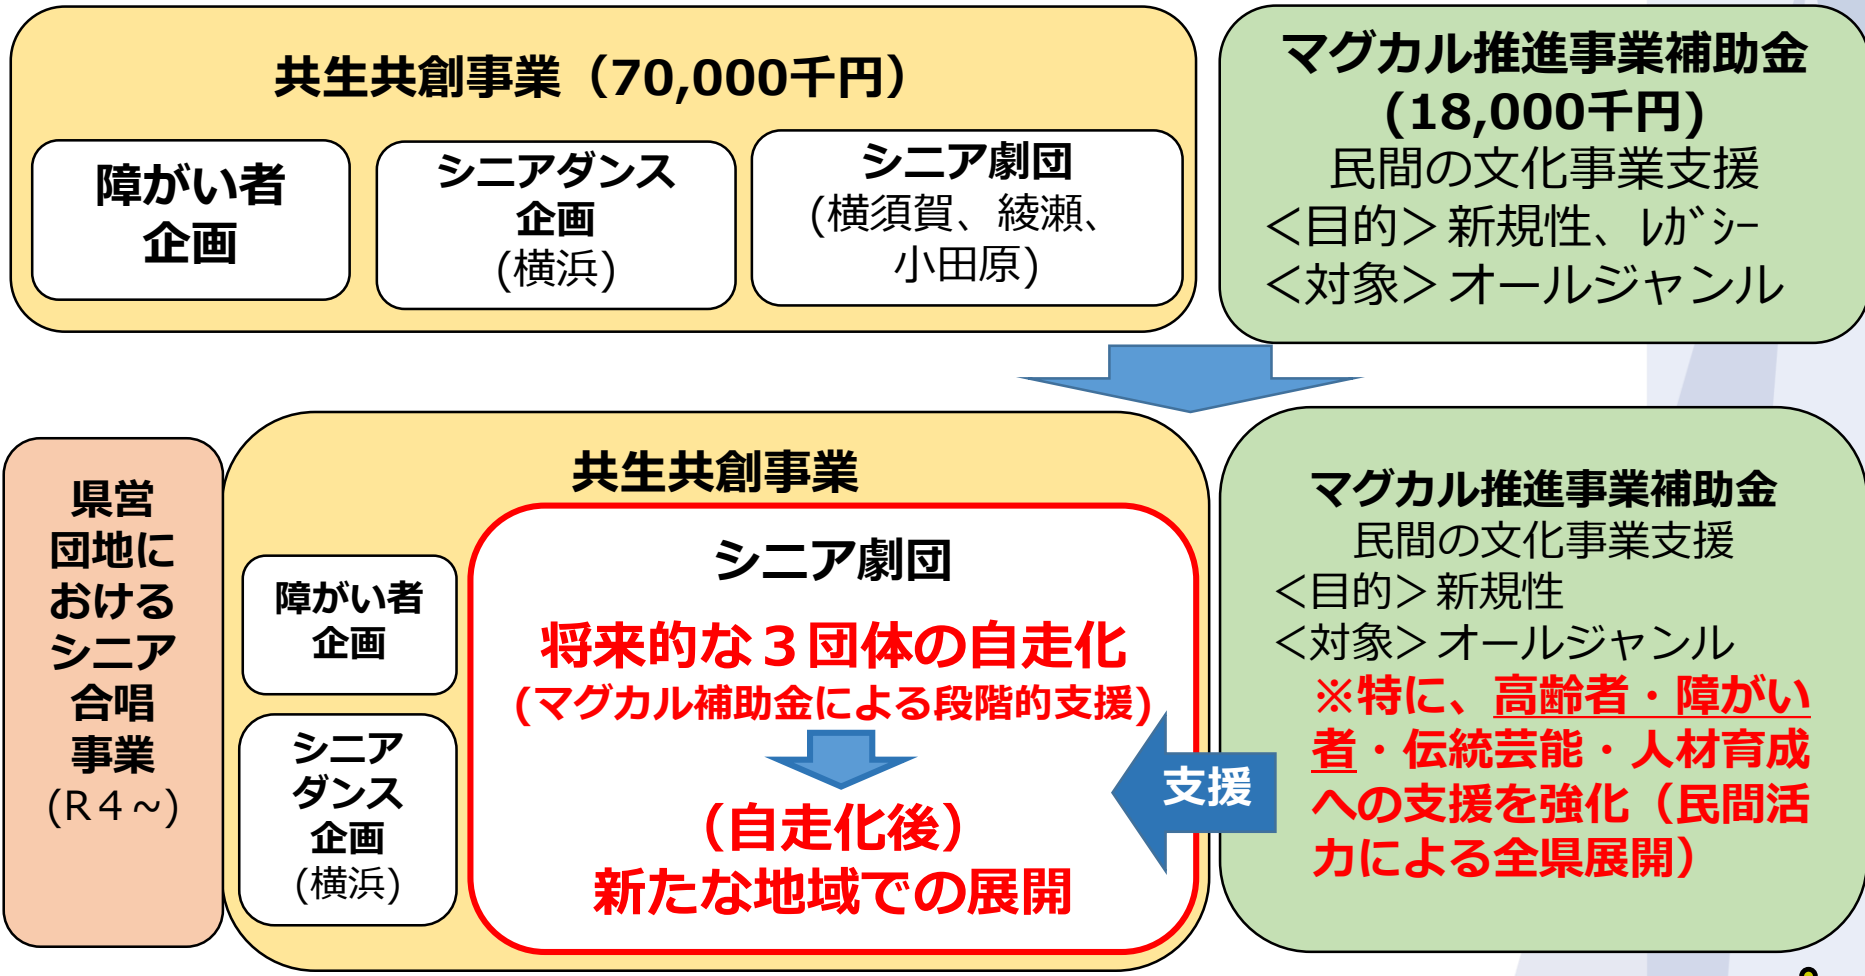 共生共創事業（70,000千円）
障がい者
企画
シニアダンス
企画
(横浜)
シニア劇団
(横須賀、綾瀬、
小田原)
マグカル推進事業補助金
(18,000千円)
民間の文化事業支援
＜目的＞新規性、ﾚｶﾞｼｰ
＜対象＞オールジャンル
県営
団地に
おける
シニア
合唱
事業
(R４~)
共生共創事業
障がい者
企画
シニア
ダンス
企画
(横浜)
シニア劇団
将来的な３団体の自走化
(マグカル補助金による段階的支援)
（自走化後）
新たな地域での展開
支援
マグカル推進事業補助金
民間の文化事業支援
＜目的＞新規性
＜対象＞オールジャンル
※特に、高齢者・障がい
者・伝統芸能・人材育成
への支援を強化（民間活
力による全県展開）